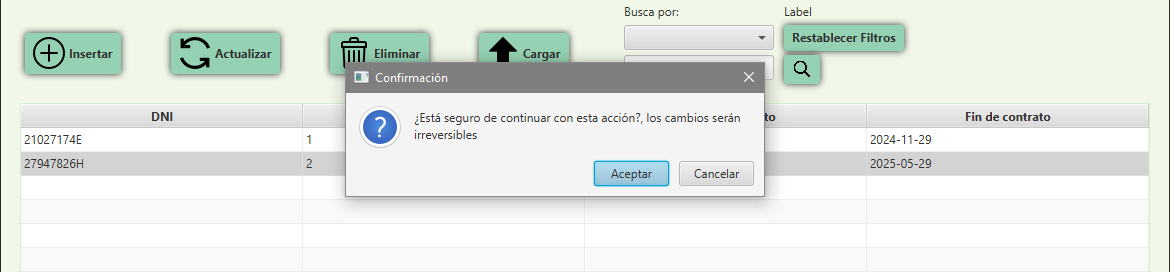 Busca por:
Label
Insertar
Actualizar
Eliminar
Cargar
Restablecer Filtros
Confirmación
¿Está seguro de continuar con esta acción?, los cambios serán
irreversibles
Aceptar
Cancelar
DNI
to
Fin de contrato
21027174E
1
2024-11-29
27947826H
2
2025-05-29